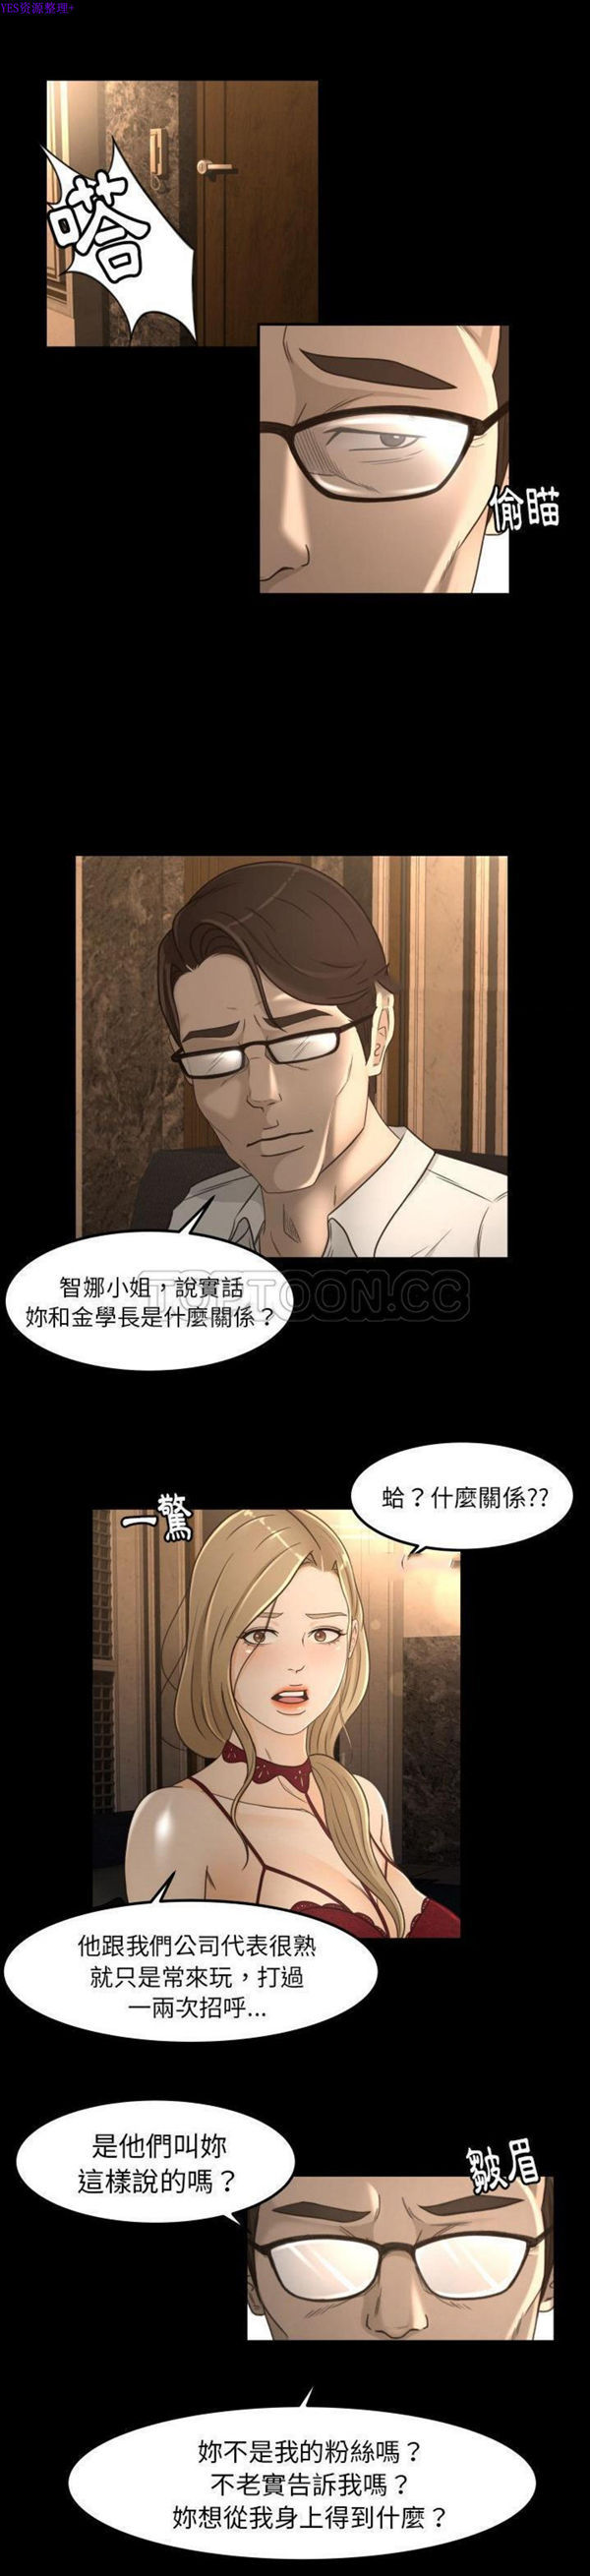 YES资源整理+
嗒
偷瞄
智娜小姐，說實話
妳和金學長是什麼關係？
TOPTOON.CC
蛤？什麼關係??
一驚
他跟我們公司代表很熟
就只是常來玩，打過
一兩次招呼...
是他們叫妳
這樣說的嗎？
皺眉
妳不是我的粉絲嗎？
不老實告訴我嗎？
妳想從我身上得到什麼？